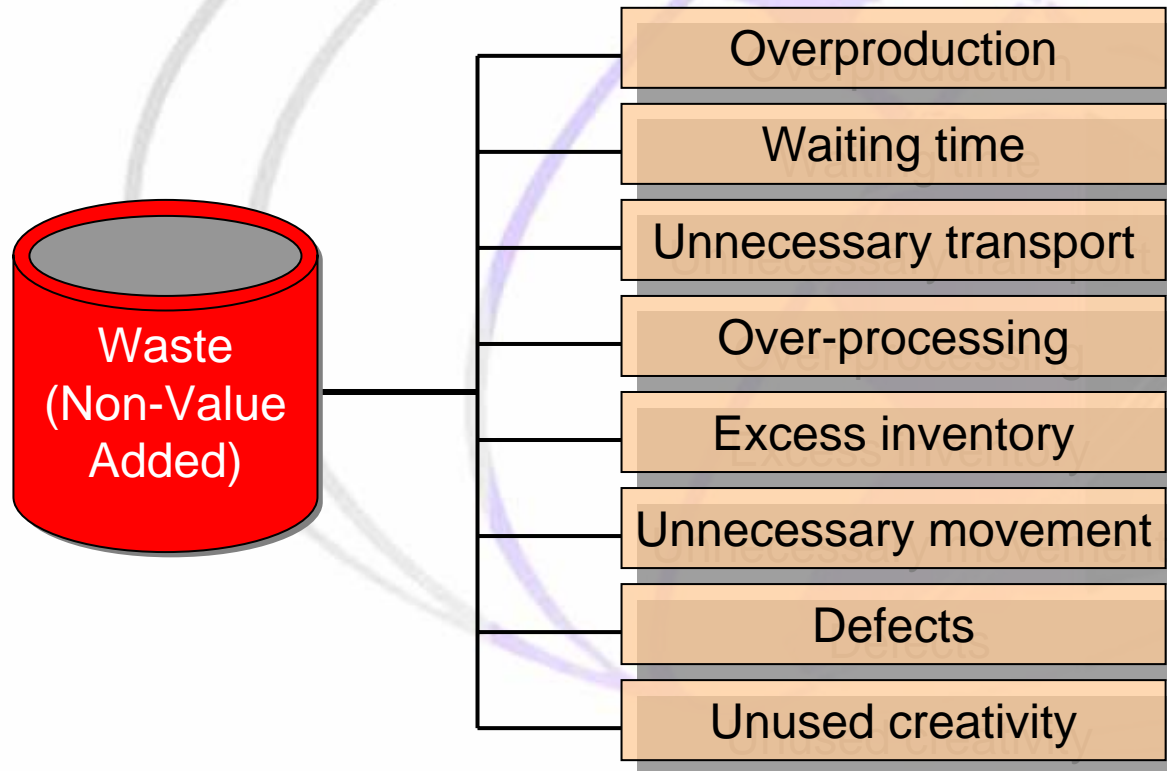 Overproduction
Waiting time
Unnecessary transport
Over-processing
Excess inventory
Unnecessary movement
Defects
Unused creativity
Waste
(Non-Value
Added)